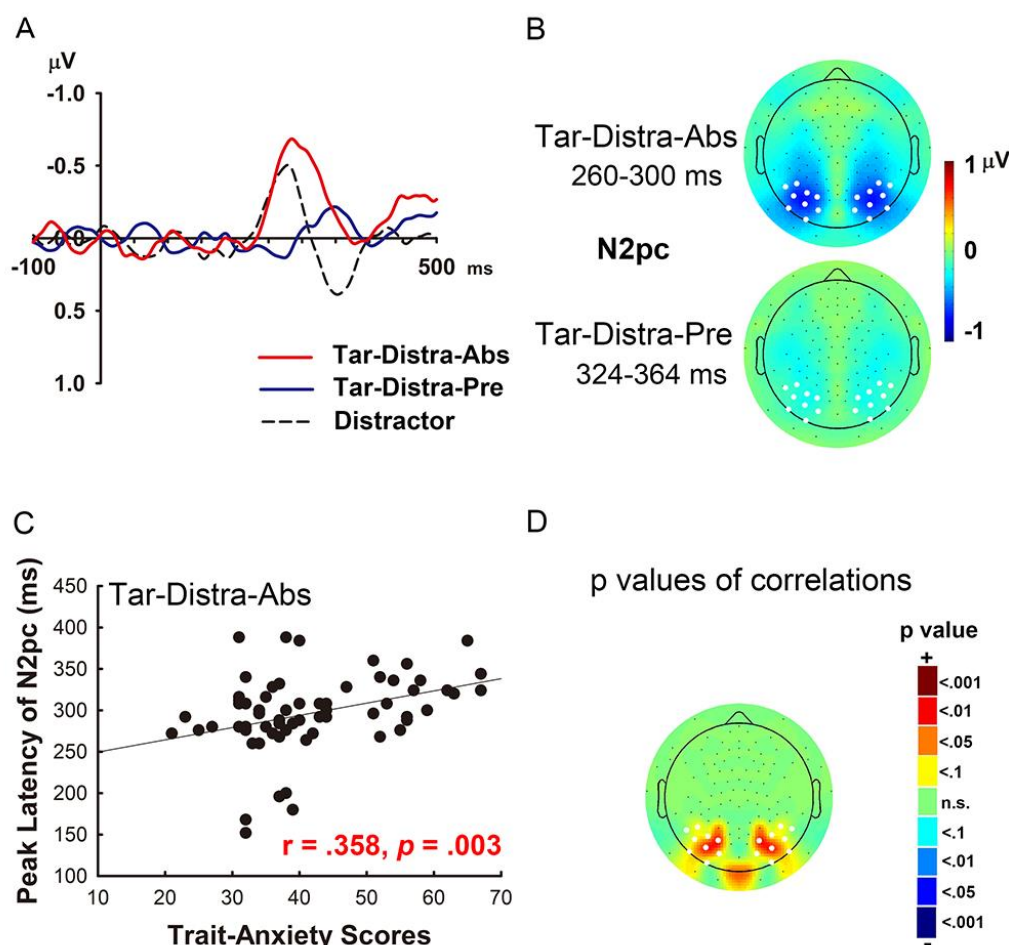 A
μV
-1.0
-0.5
0.0
-100
500 ms
0.5
1.0
Tar-Distra-Abs
Tar-Distra-Pre
Distractor
B
Tar-Distra-Abs
260-300 ms
N2pc
Tar-Distra-Pre
324-364 ms
1 μV
0
-1
C
Peak Latency of N2pc (ms)
450
400
350
300
250
200
150
100
Tar-Distra-Abs
r = .358, p = .003
10 20 30 40 50 60 70
Trait-Anxiety Scores
D
p values of correlations
p value
+
<.001
<.01
<.05
<.1
n.s.
<.1
<.01
<.05
<.001
-